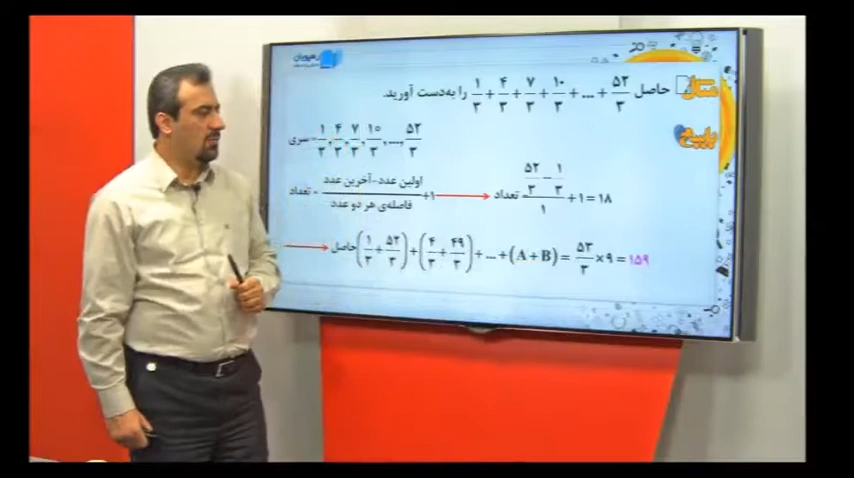 رهپویان
مثال حاصل ۱/۳ + ۴/۳ + ۷/۳ + ۱۰/۳ + ... + ۵۲/۳ را به‌دست آورید.
پاسخ
سری = ۱/۳, ۴/۳, ۷/۳, ۱۰/۳, ..., ۵۲/۳
تعداد = (اولین عدد - آخرین عدد)/(فاصله‌ی هر دو عدد) + ۱ → تعداد = (۵۲/۳ - ۱/۳)/۱ + ۱ = ۱۸
→ حاصل (۱/۳ + ۵۲/۳) + (۴/۳ + ۴۹/۳) + ... + (A + B) = ۵۳/۳ × ۹ = ۱۵۹